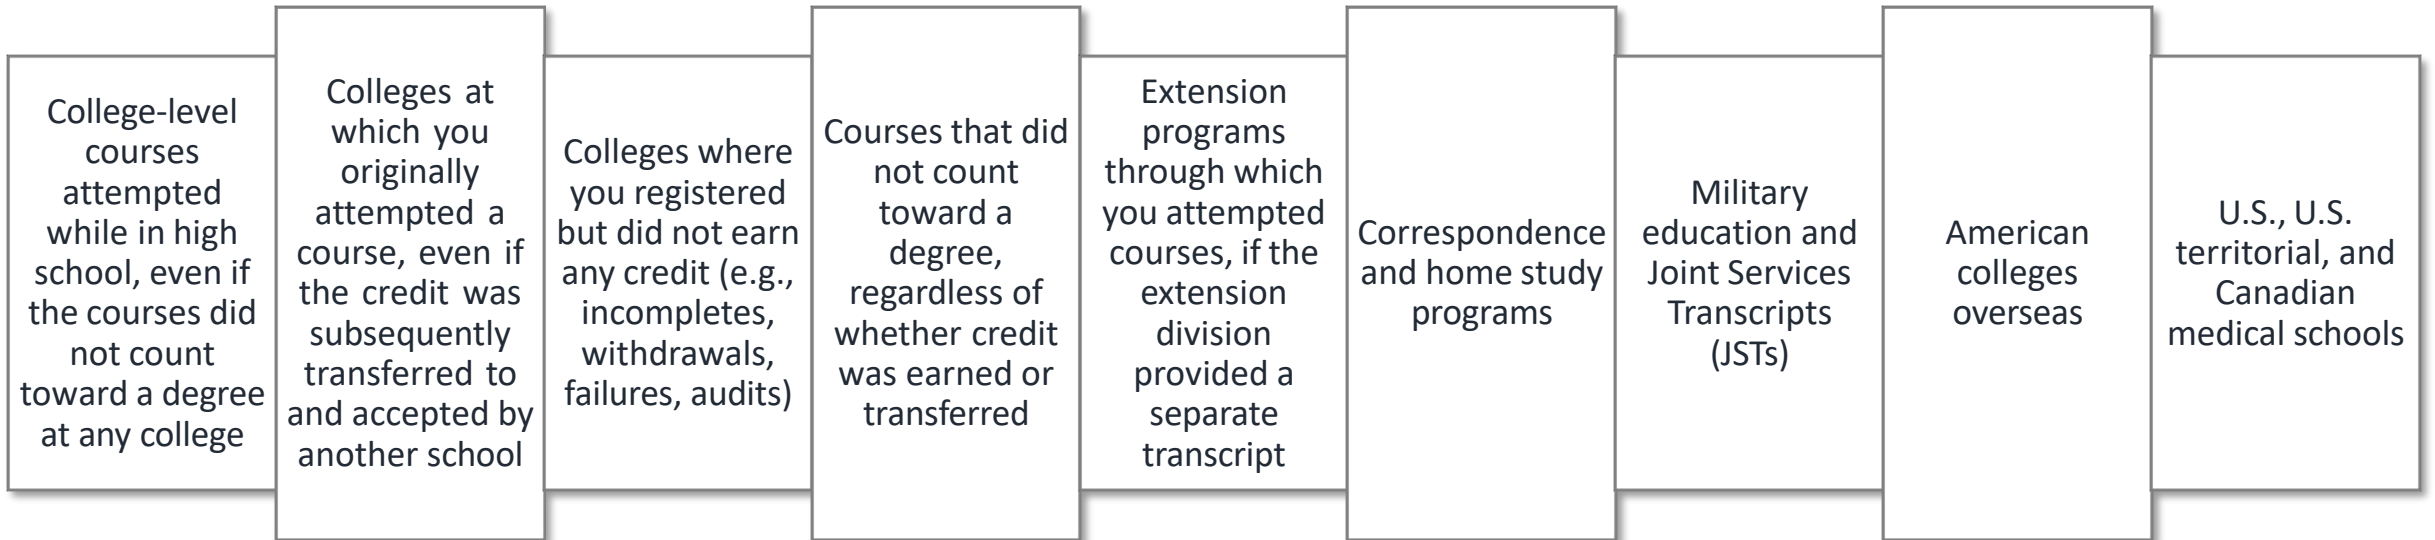 College-level
courses
attempted
while in high
school, even if
the courses did
not count
toward a degree
at any college
Colleges at
which you
originally
attempted a
course, even if
the credit was
subsequently
transferred to
and accepted by
another school
Colleges where
you registered
but did not earn
any credit (e.g.,
incompletes,
withdrawals,
failures, audits)
Courses that did
not count
toward a
degree,
regardless of
whether credit
was earned or
transferred
Extension
programs
through which
you attempted
courses, if the
extension
division
provided a
separate
transcript
Correspondence
and home study
programs
Military
education and
Joint Services
Transcripts
(JSTs)
American
colleges
overseas
U.S., U.S.
territorial, and
Canadian
medical schools